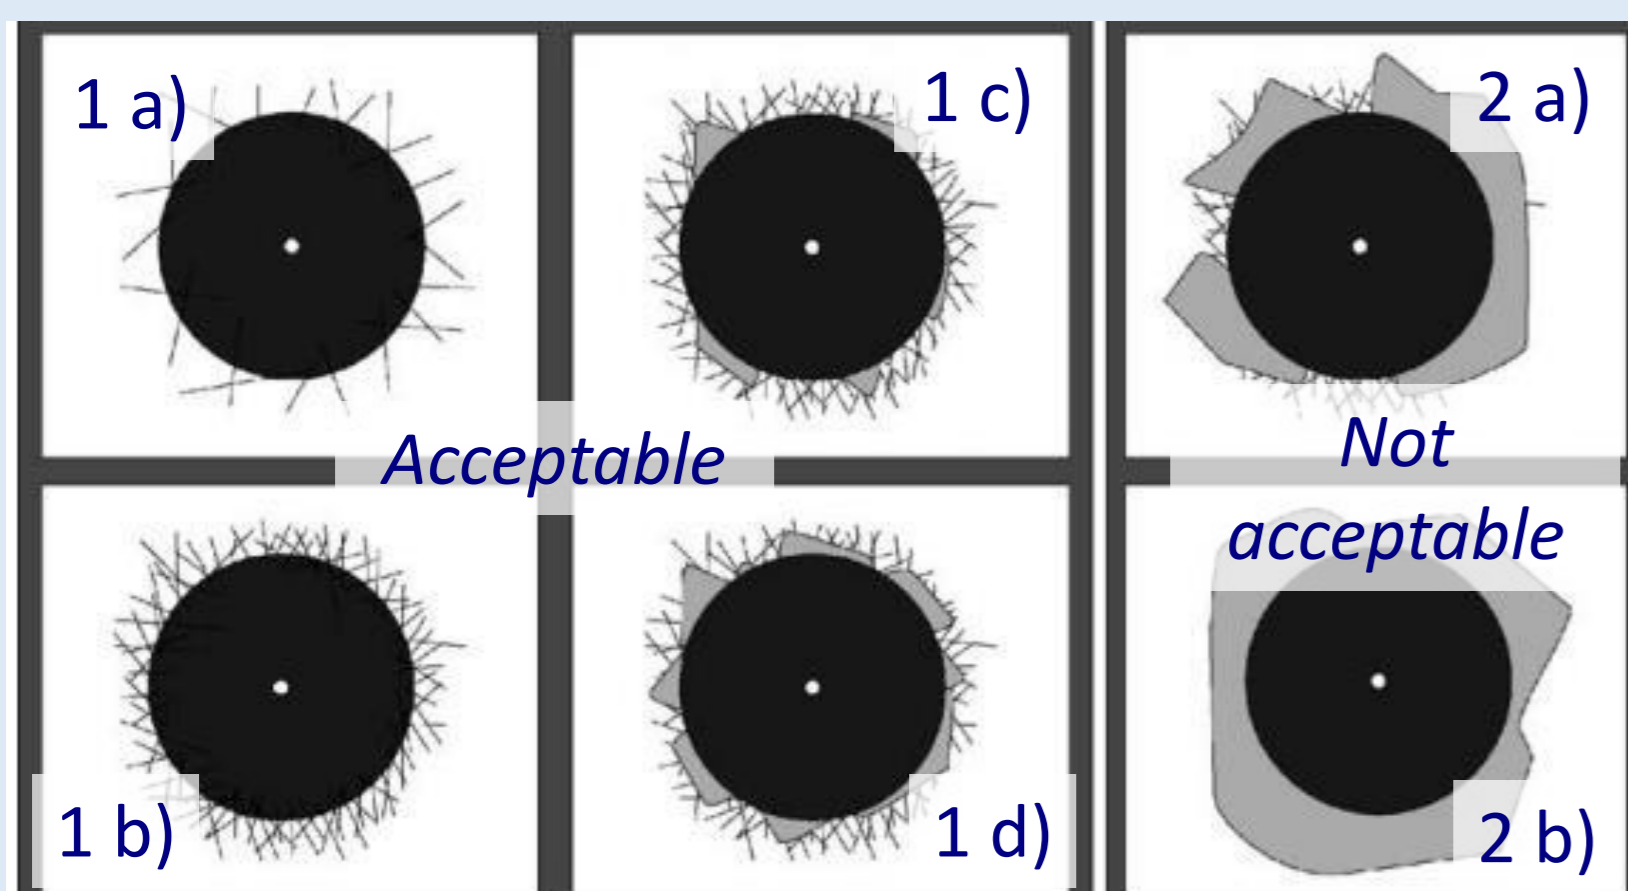 1 a)
1 c)
2 a)
Acceptable
Not
acceptable
1 b)
1 d)
2 b)